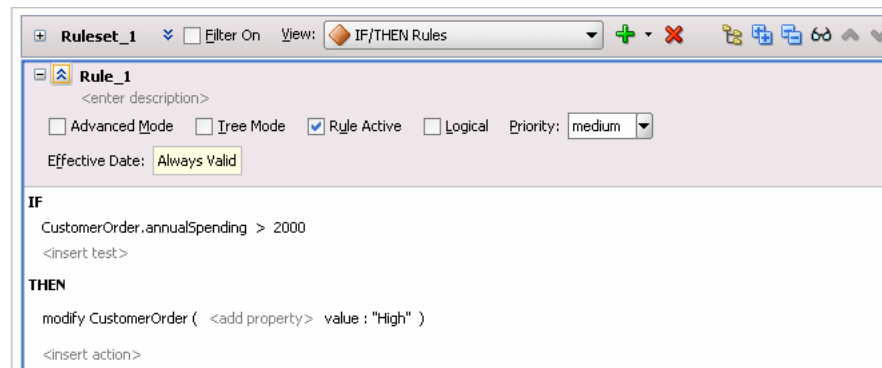 Ruleset_1 Filter On View: IF/THEN Rules
Rule_1
<enter description>
Advanced Mode Tree Mode Rule Active Logical Priority: medium
Effective Date: Always Valid
IF
CustomerOrder.annualSpending > 2000
<insert test>
THEN
modify CustomerOrder ( <add property> value : "High" )
<insert action>